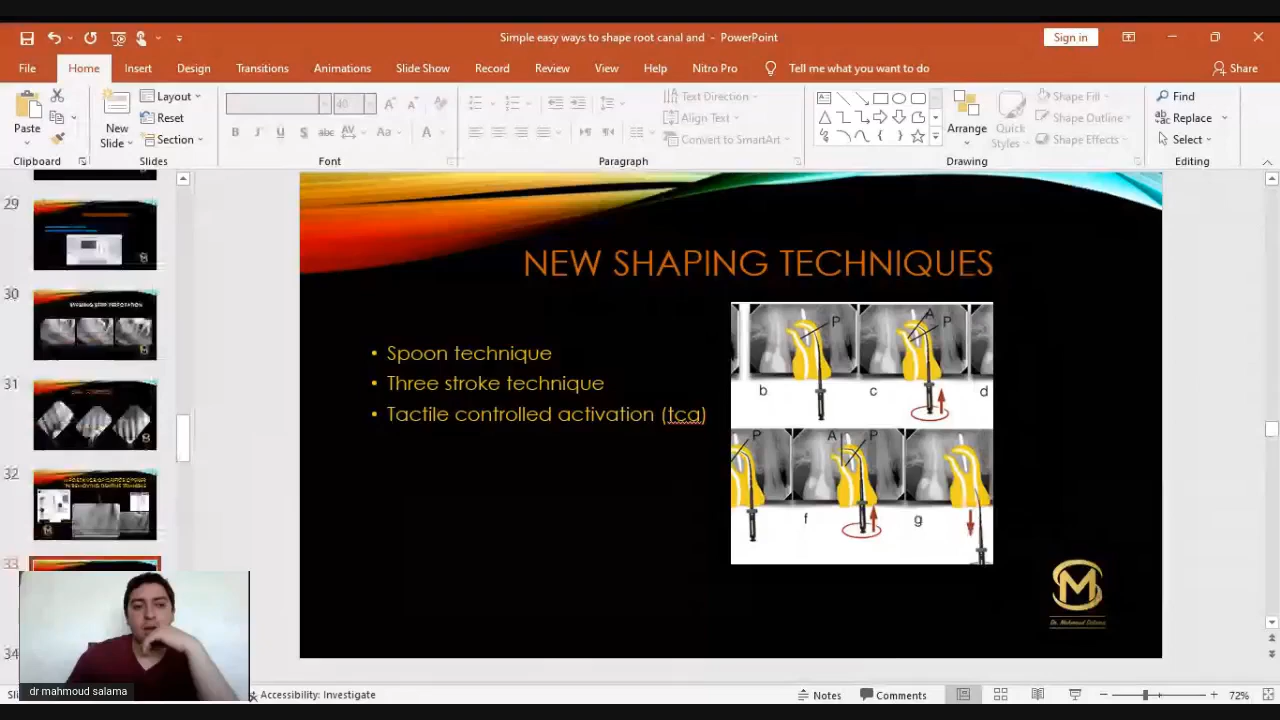 Simple easy ways to shape root canal and - PowerPoint
Sign in
File Home Insert Design Transitions Animations Slide Show Record Review View Help Nitro Pro Tell me what you want to do Share
Paste
New Slide
Layout
Reset
Section
Text Direction
Align Text
Convert to SmartArt
Arrange
Quick Styles
Shape Fill
Shape Outline
Shape Effects
Find
Replace
Select
Clipboard Slides Font Paragraph Drawing Editing
29
30
31
32
33
34
NEW SHAPING TECHNIQUES
• Spoon technique
• Three stroke technique
• Tactile controlled activation (tca)
P A P
b c d
P A P
f g
SM
Dr. Mahmoud Salama
dr mahmoud salama
Accessibility: Investigate
Notes Comments 72%